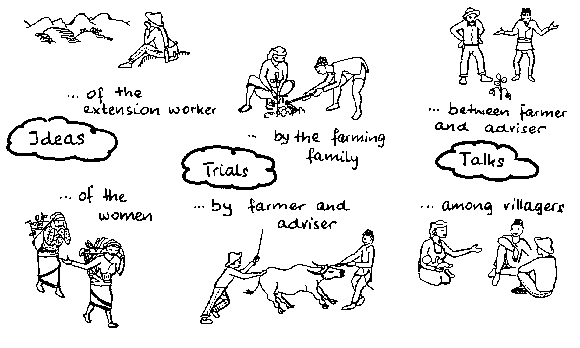 ... of the
extension worker
Ideas
... of the
women
... by the farming
family
Trials
... by farmer and
adviser
... between farmer
and adviser
Talks
... among villagers